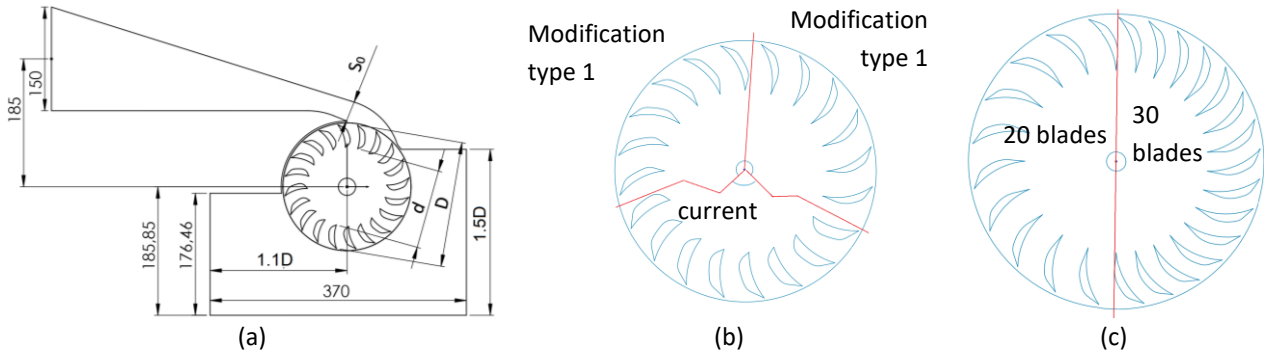 150
185
S₀
185,85
176,46
1.1D
370
d
D
1.5D
(a)
Modification
type 1
Modification
type 1
current
(b)
20 blades
30
blades
(c)